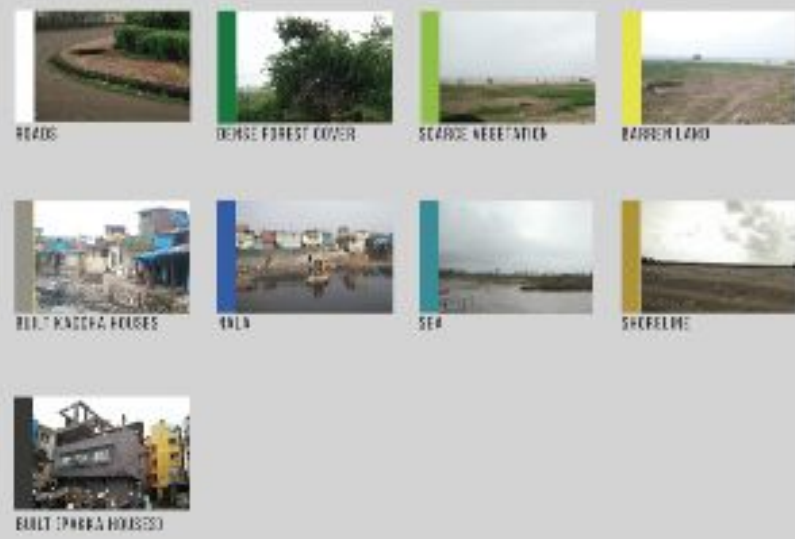 ROADS
DENSE FOREST COVER
SCARCE VEGETATION
BARREN LAND
BUILT KACCHA HOUSES
NALA
SEA
SHORELINE
BUILT (PAKKA HOUSES)